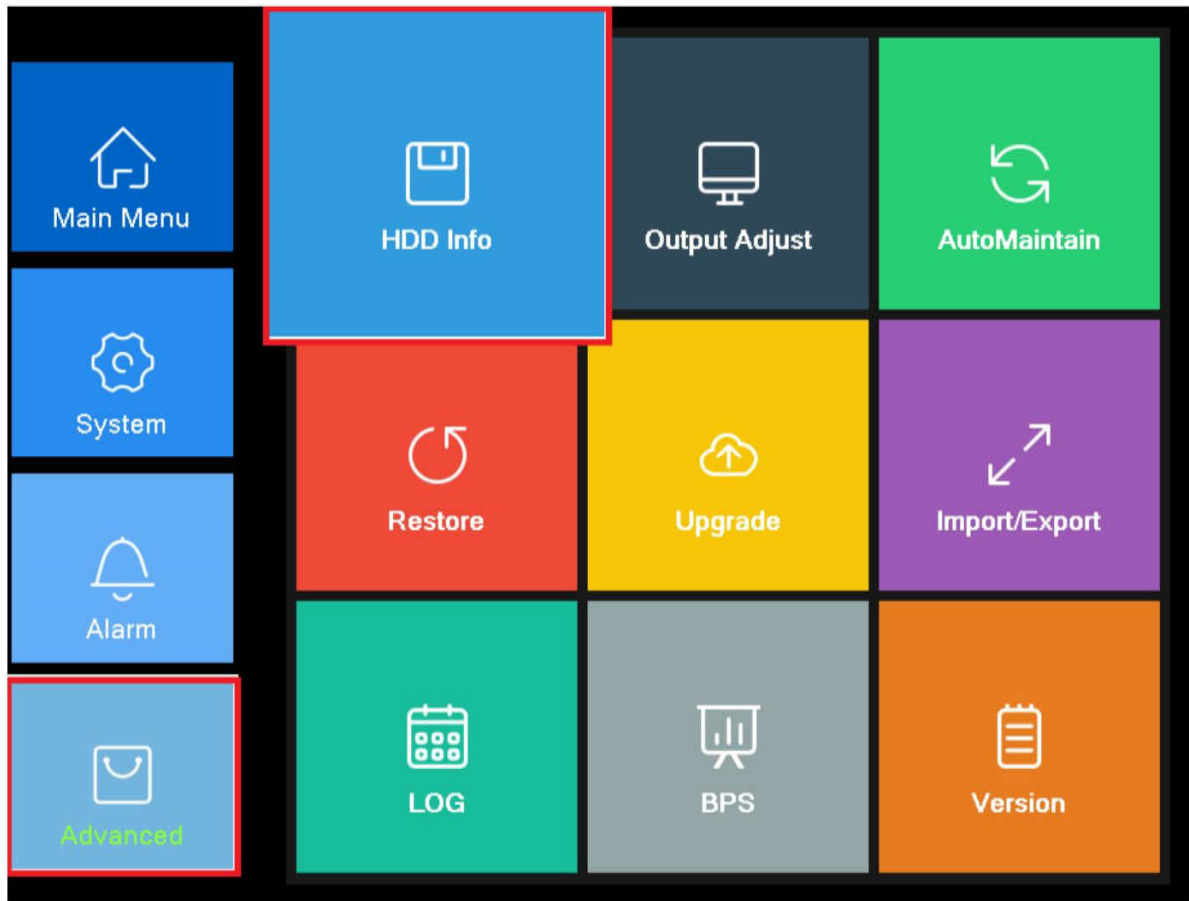 Main Menu
System
Alarm
Advanced
HDD Info
Output Adjust
AutoMaintain
Restore
Upgrade
Import/Export
LOG
BPS
Version